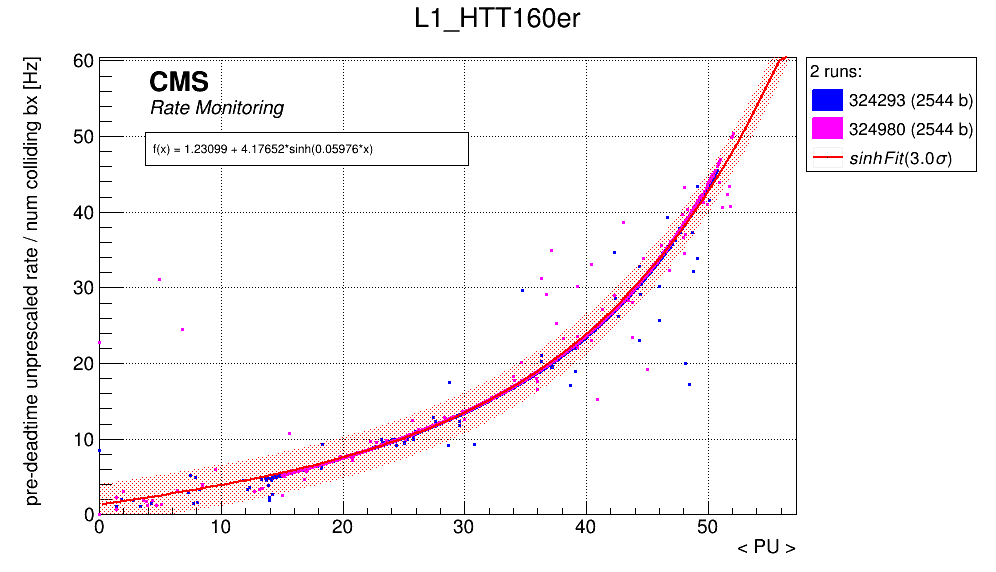 L1_HTT160er
pre-deadtime unprescaled rate / num colliding bx [Hz]
60
50
40
30
20
10
0
CMS
Rate Monitoring
f(x) = 1.23099 + 4.17652*sinh(0.05976*x)
2 runs:
324293 (2544 b)
324980 (2544 b)
sinhFit(3.0σ)
0 10 20 30 40 50
< PU >